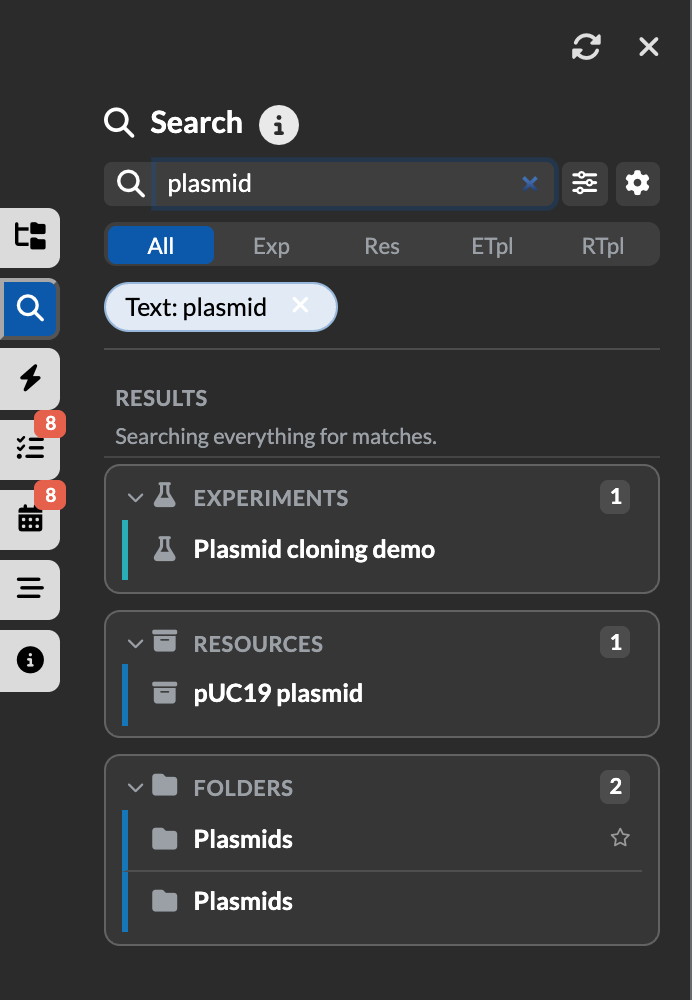 Search
plasmid
All Exp Res ETpl RTpl
Text: plasmid
RESULTS
Searching everything for matches.
EXPERIMENTS 1
Plasmid cloning demo
8
8
RESOURCES 1
pUC19 plasmid
FOLDERS 2
Plasmids
Plasmids